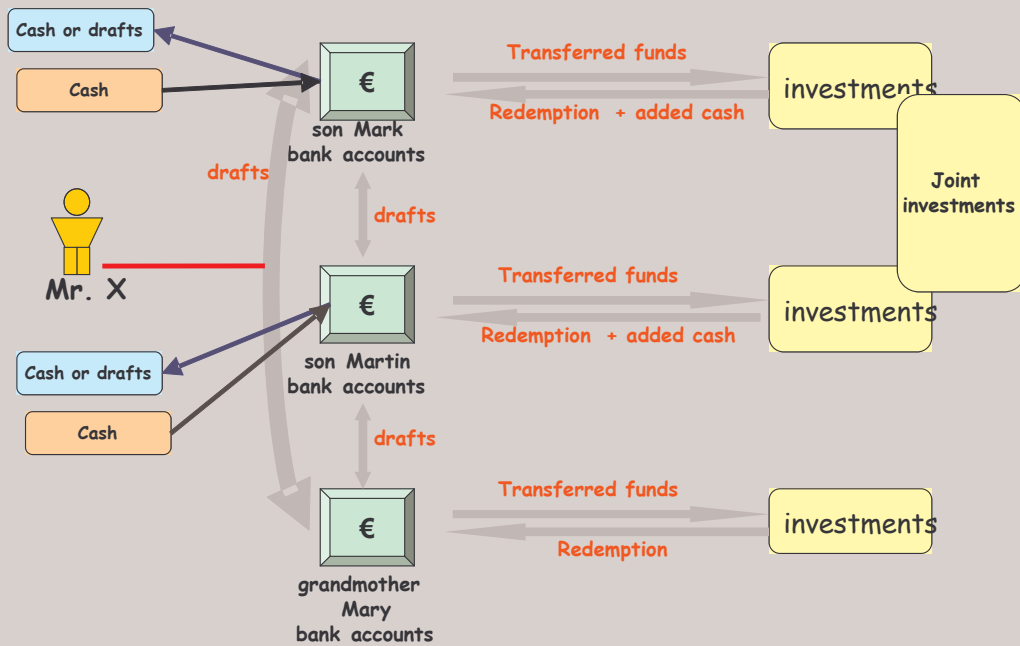 Cash or drafts
Cash
€
son Mark
bank accounts
Transferred funds
Redemption + added cash
investments
Joint
investments
drafts
drafts
Mr. X
€
son Martin
bank accounts
Transferred funds
Redemption + added cash
investments
Cash or drafts
Cash
drafts
€
grandmother
Mary
bank accounts
Transferred funds
Redemption
investments